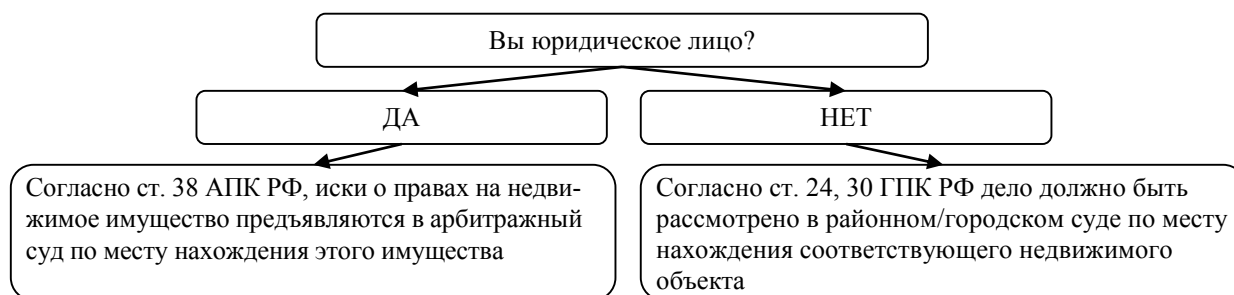 Вы юридическое лицо?
ДА
НЕТ
Согласно ст. 38 АПК РФ, иски о правах на недви-
жимое имущество предъявляются в арбитражный
суд по месту нахождения этого имущества
Согласно ст. 24, 30 ГПК РФ дело должно быть
рассмотрено в районном/городском суде по месту
нахождения соответствующего недвижимого
объекта